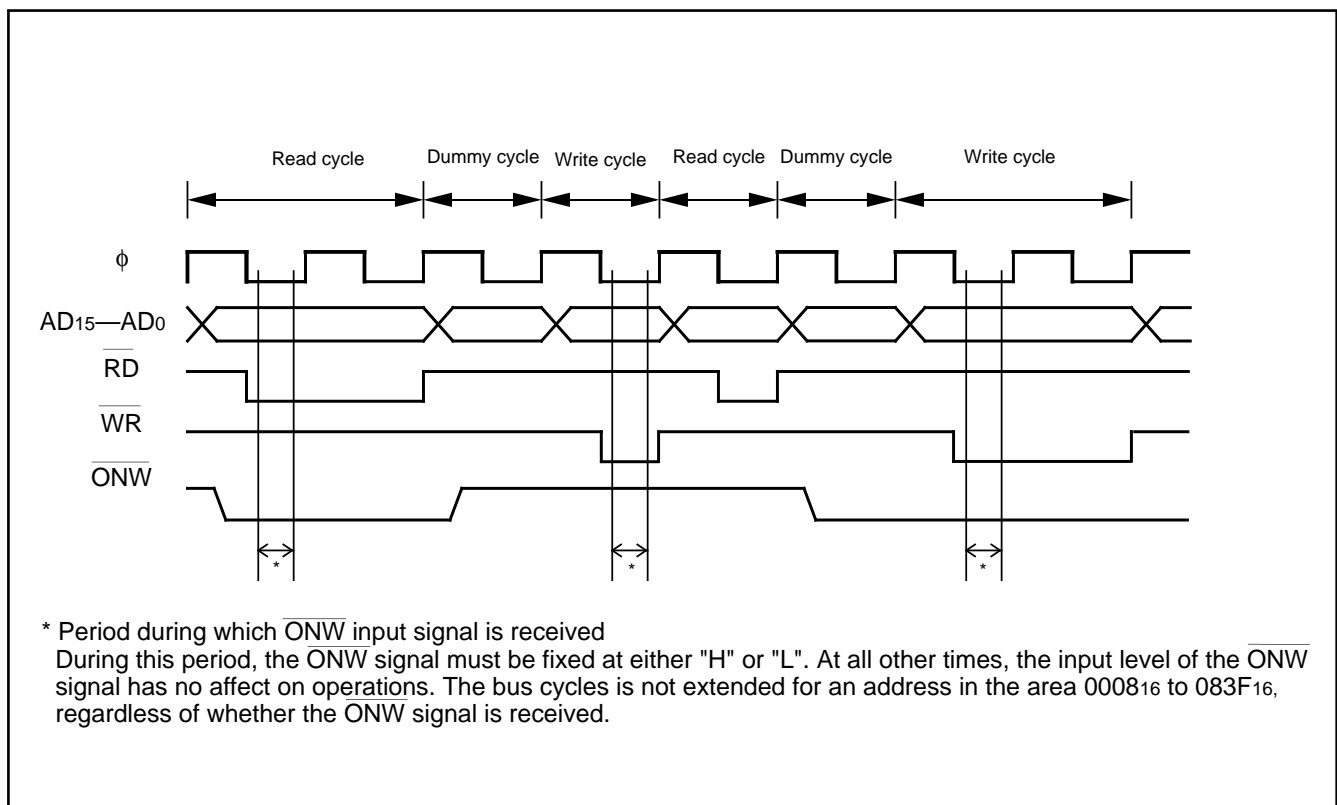 Read cycle Dummy cycle Write cycle Read cycle Dummy cycle Write cycle
ϕ
AD15—AD0
RD
WR
ONW
* * *
* Period during which ONW input signal is received
During this period, the ONW signal must be fixed at either "H" or "L". At all other times, the input level of the ONW
signal has no affect on operations. The bus cycles is not extended for an address in the area 000816 to 083F16,
regardless of whether the ONW signal is received.